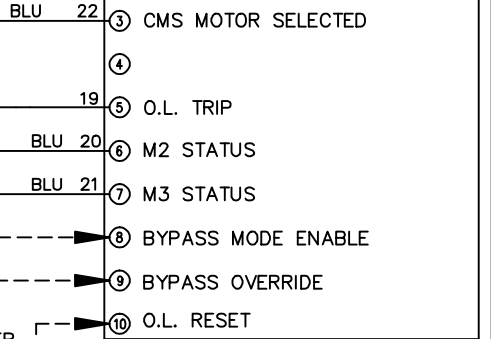 BLU 22 3 CMS MOTOR SELECTED
4
19 5 O.L. TRIP
BLU 20 6 M2 STATUS
BLU 21 7 M3 STATUS
8 BYPASS MODE ENABLE
9 BYPASS OVERRIDE
10 O.L. RESET